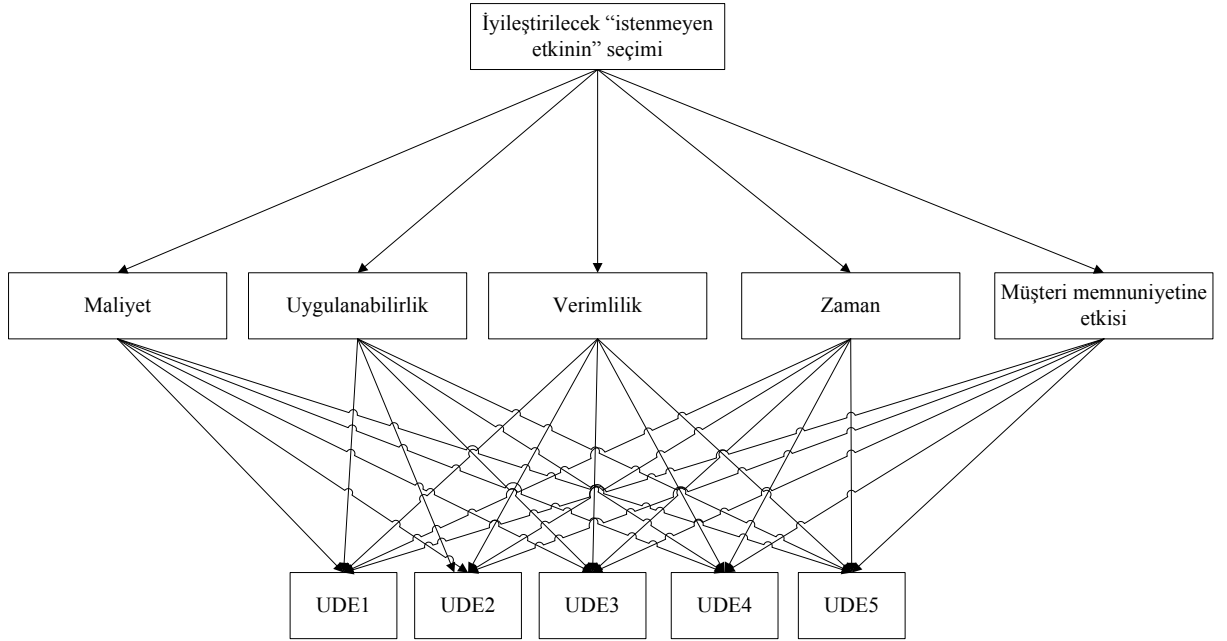 İyileştirilecek “istenmeyen
etkinin” seçimi
Maliyet
Uygulanabilirlik
Verimlilik
Zaman
Müşteri memnuniyetine
etkisi
UDE1
UDE2
UDE3
UDE4
UDE5